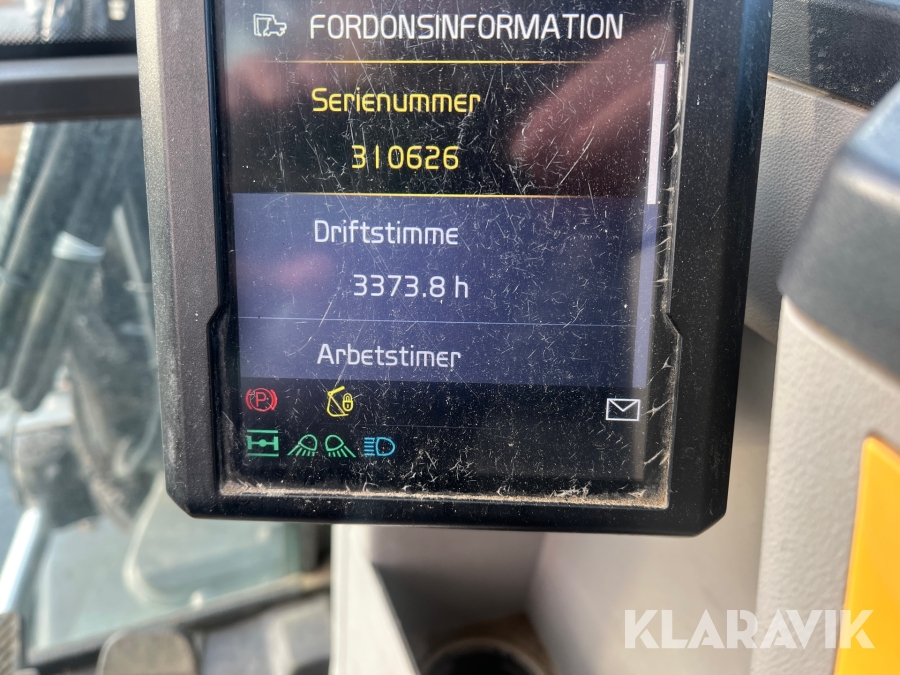 FORDONSINFORMATION
Serienummer
310626
Driftstimme
3373.8 h
Arbetstimer
P
KLARAVIK